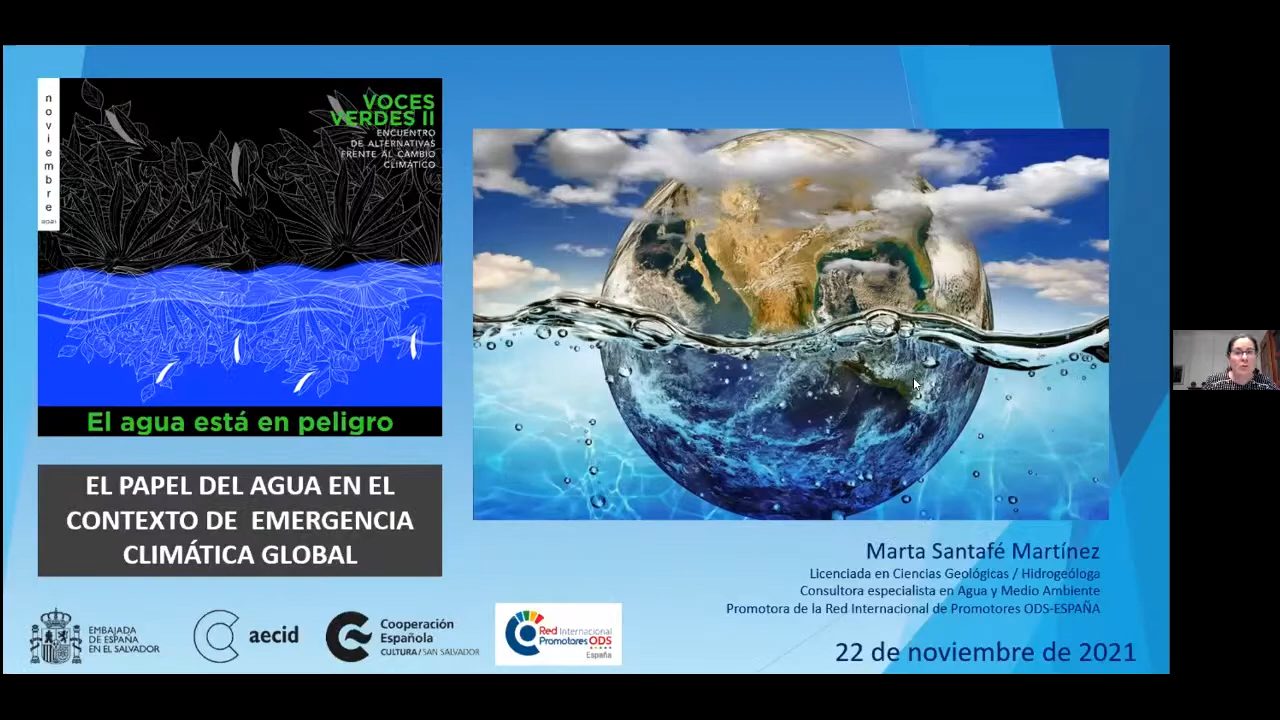 noviembre
2021
VOCES
VERDES II
ENCUENTRO
DE ALTERNATIVAS
FRENTE AL CAMBIO
CLIMÁTICO
El agua está en peligro
EL PAPEL DEL AGUA EN EL
CONTEXTO DE EMERGENCIA
CLIMÁTICA GLOBAL
Marta Santafé Martínez
Licenciada en Ciencias Geológicas / Hidrogeóloga
Consultora especialista en Agua y Medio Ambiente
Promotora de la Red Internacional de Promotores ODS-ESPAÑA
22 de noviembre de 2021
EMBAJADA
DE ESPAÑA
EN EL SALVADOR
aecid
Cooperación
Española
CULTURA / SAN SALVADOR
Red Internacional
Promotores ODS
España